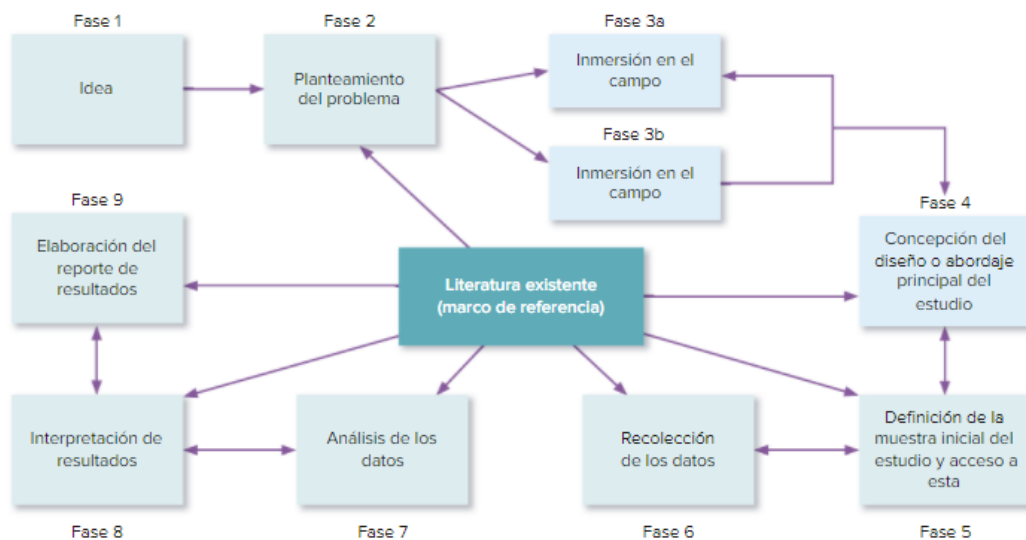 Fase 1
Idea
Fase 2
Planteamiento
del problema
Fase 3a
Inmersión en el
campo
Fase 3b
Inmersión en el
campo
Fase 4
Concepción del
diseño o abordaje
principal del
estudio
Fase 9
Elaboración del
reporte de
resultados
Literatura existente
(marco de referencia)
Interpretación de
resultados
Fase 8
Análisis de los
datos
Fase 7
Recolección
de los datos
Fase 6
Definición de la
muestra inicial del
estudio y acceso a
esta
Fase 5